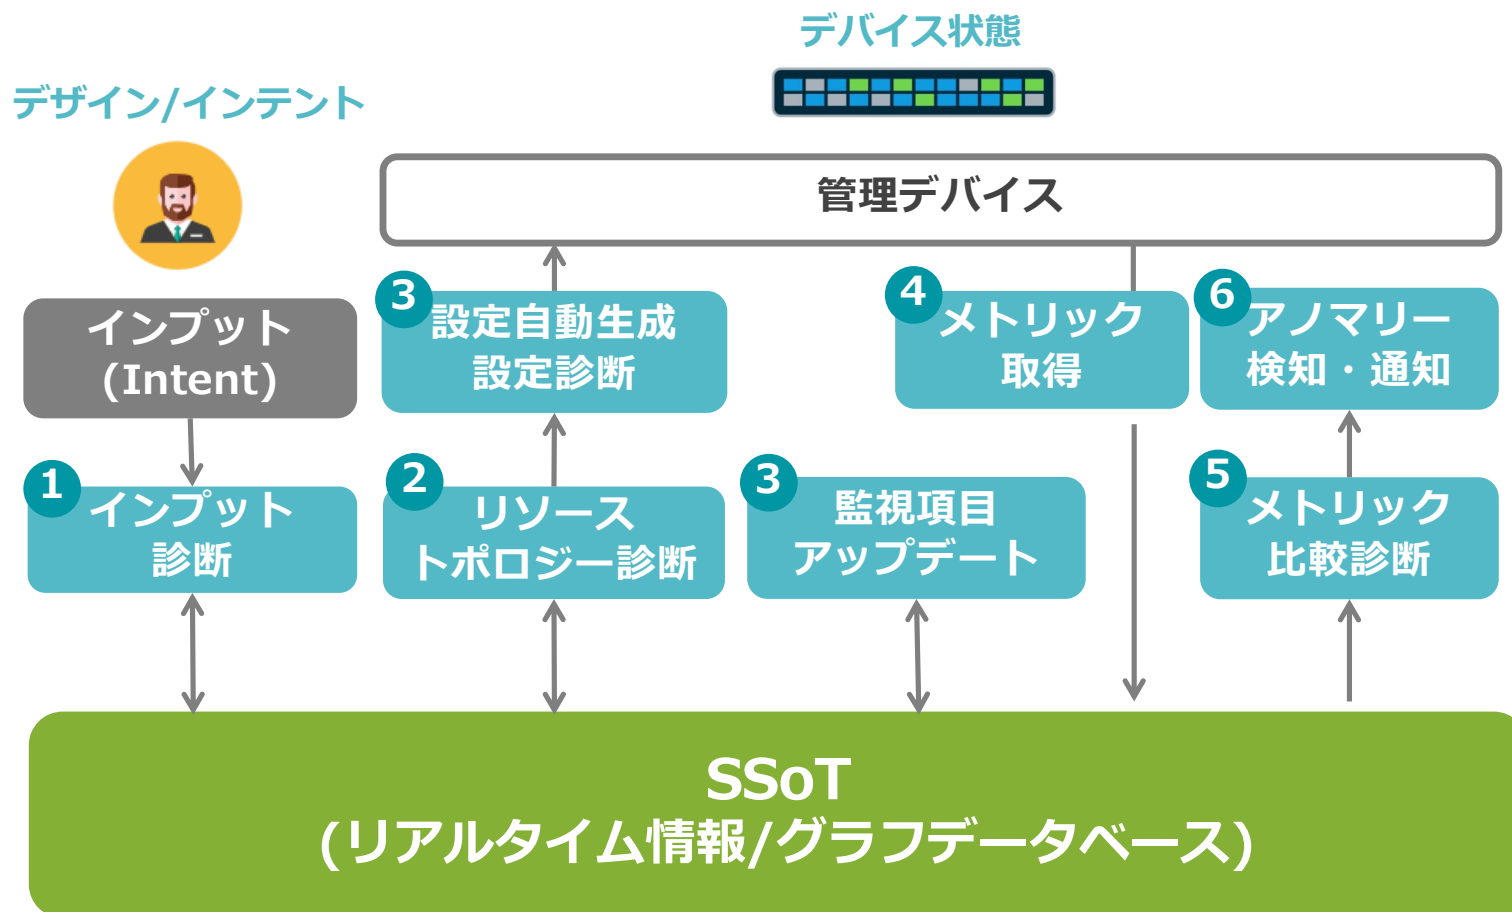 デバイス状態
デザイン/インテント
管理デバイス
インプット
(Intent)
3
設定自動生成
設定診断
4
メトリック
取得
6
アノマリー
検知・通知
1
インプット
診断
2
リソース
トポロジー診断
3
監視項目
アップデート
5
メトリック
比較診断
SSoT
(リアルタイム情報/グラフデータベース)